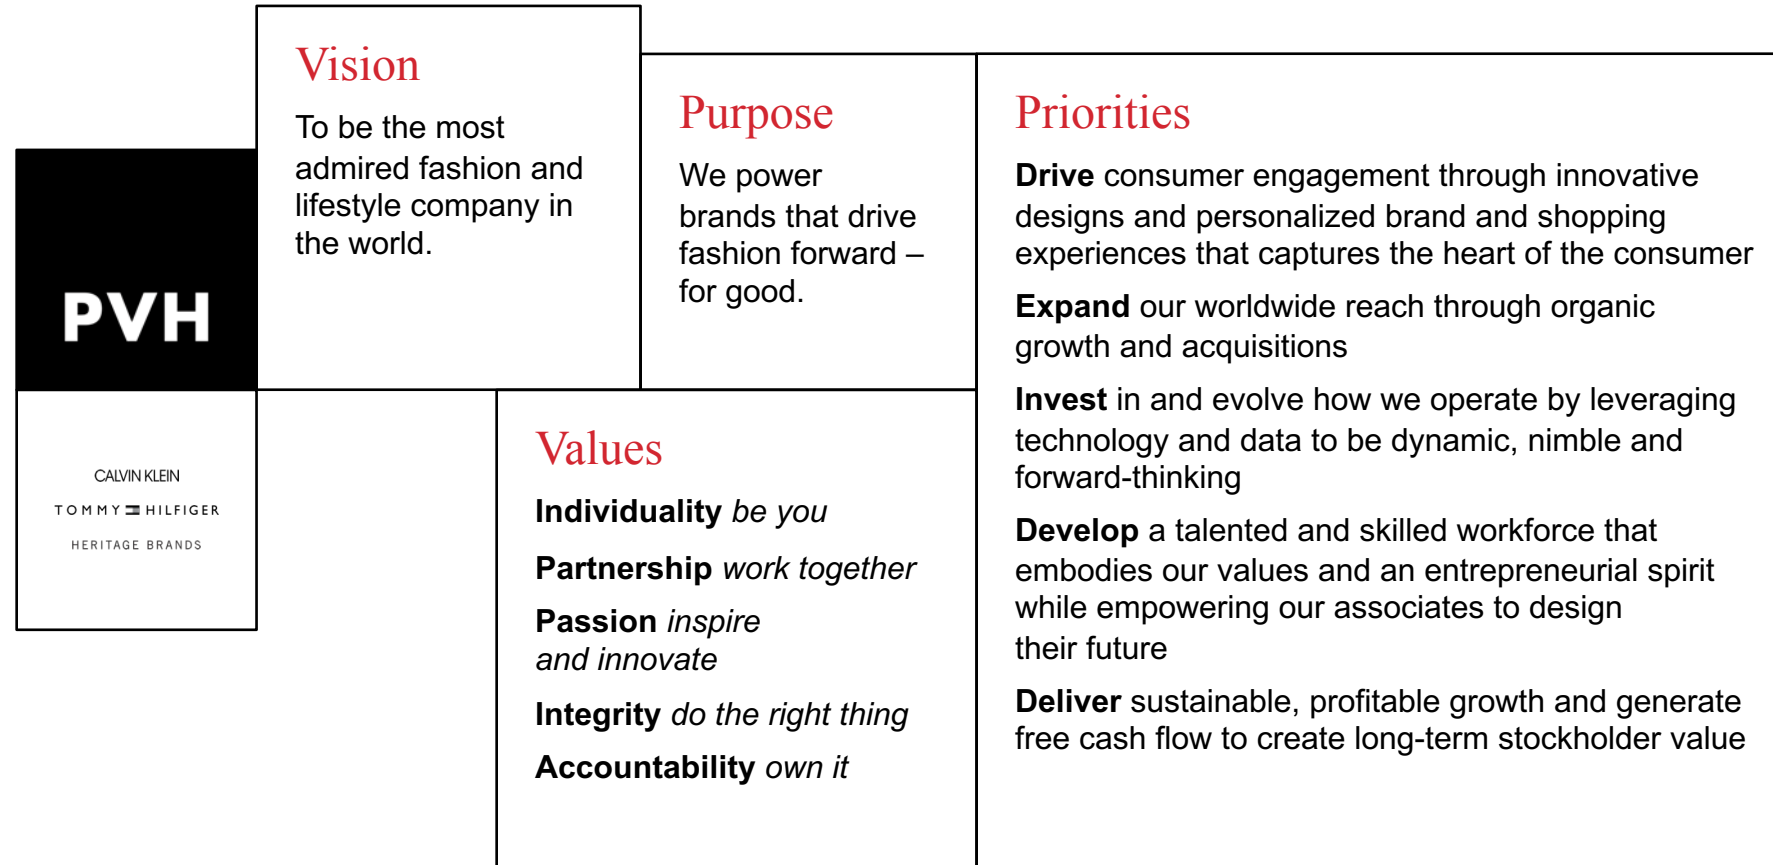 PVH
CALVIN KLEIN
TOMMY HILFIGER
HERITAGE BRANDS
Vision
To be the most
admired fashion and
lifestyle company in
the world.
Purpose
We power
brands that drive
fashion forward –
for good.
Values
Individuality be you
Partnership work together
Passion inspire
and innovate
Integrity do the right thing
Accountability own it
Priorities
Drive consumer engagement through innovative
designs and personalized brand and shopping
experiences that captures the heart of the consumer
Expand our worldwide reach through organic
growth and acquisitions
Invest in and evolve how we operate by leveraging
technology and data to be dynamic, nimble and
forward-thinking
Develop a talented and skilled workforce that
embodies our values and an entrepreneurial spirit
while empowering our associates to design
their future
Deliver sustainable, profitable growth and generate
free cash flow to create long-term stockholder value